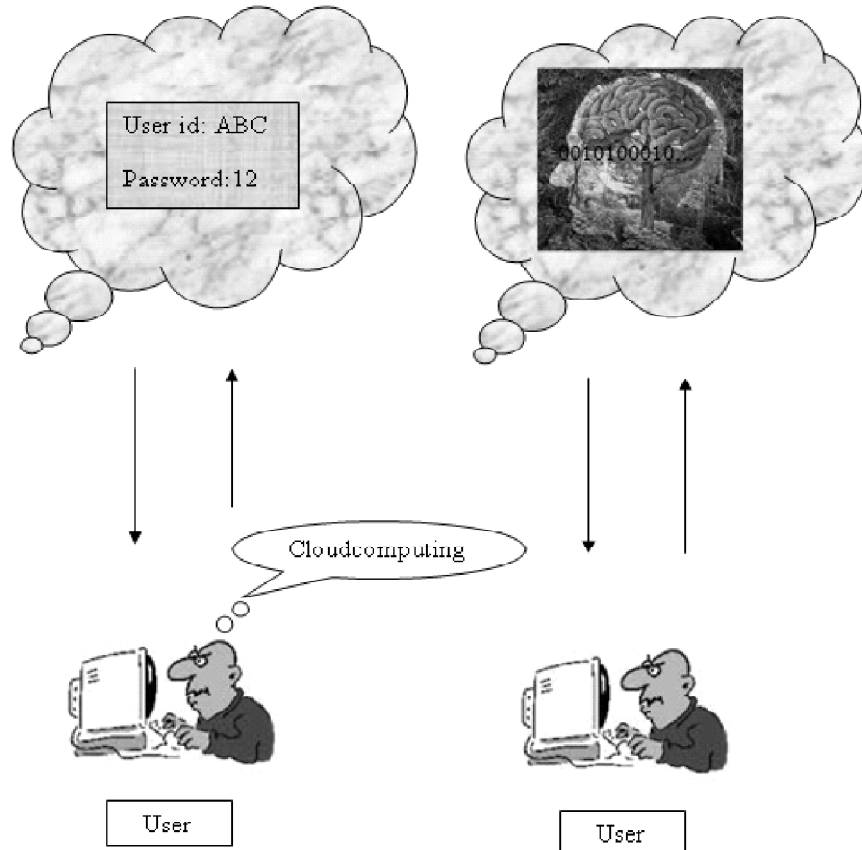 User id: ABC
Password:12
0010100010...
Cloudcomputing
User
User